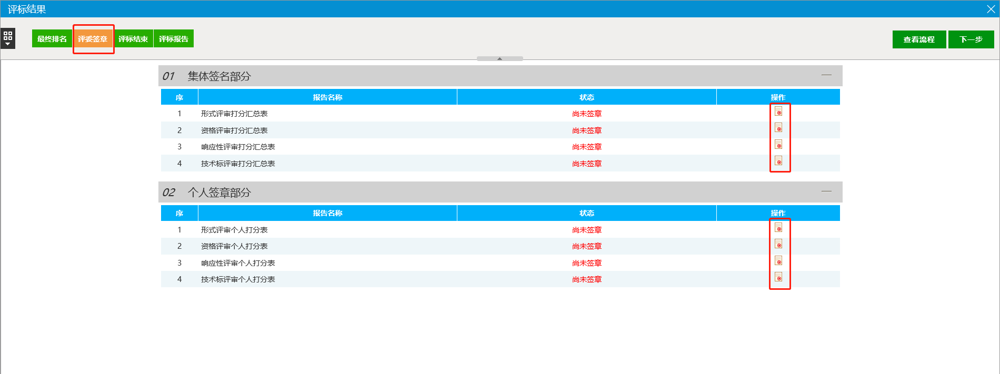 评标结果
最终排名 评委签章 评标结束 评标报告 查看流程 下一步
01 集体签名部分
序 报告名称 状态 操作
1 形式评审打分汇总表 尚未签章
2 资格评审打分汇总表 尚未签章
3 响应性评审打分汇总表 尚未签章
4 技术标评审打分汇总表 尚未签章
02 个人签章部分
序 报告名称 状态 操作
1 形式评审个人打分表 尚未签章
2 资格评审个人打分表 尚未签章
3 响应性评审个人打分表 尚未签章
4 技术标评审个人打分表 尚未签章